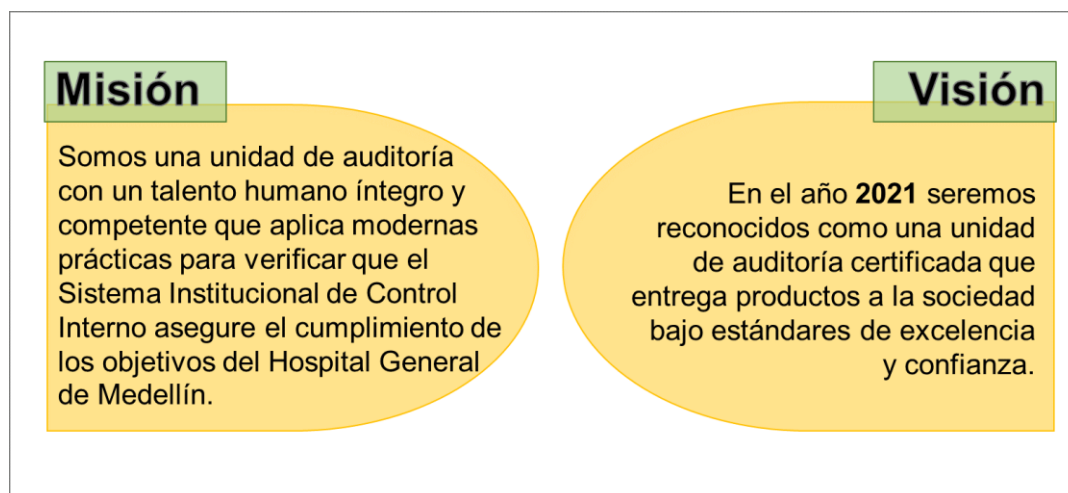 Misión
Somos una unidad de auditoría
con un talento humano íntegro y
competente que aplica modernas
prácticas para verificar que el
Sistema Institucional de Control
Interno asegure el cumplimiento de
los objetivos del Hospital General
de Medellín.
Visión
En el año 2021 seremos
reconocidos como una unidad
de auditoría certificada que
entrega productos a la sociedad
bajo estándares de excelencia
y confianza.